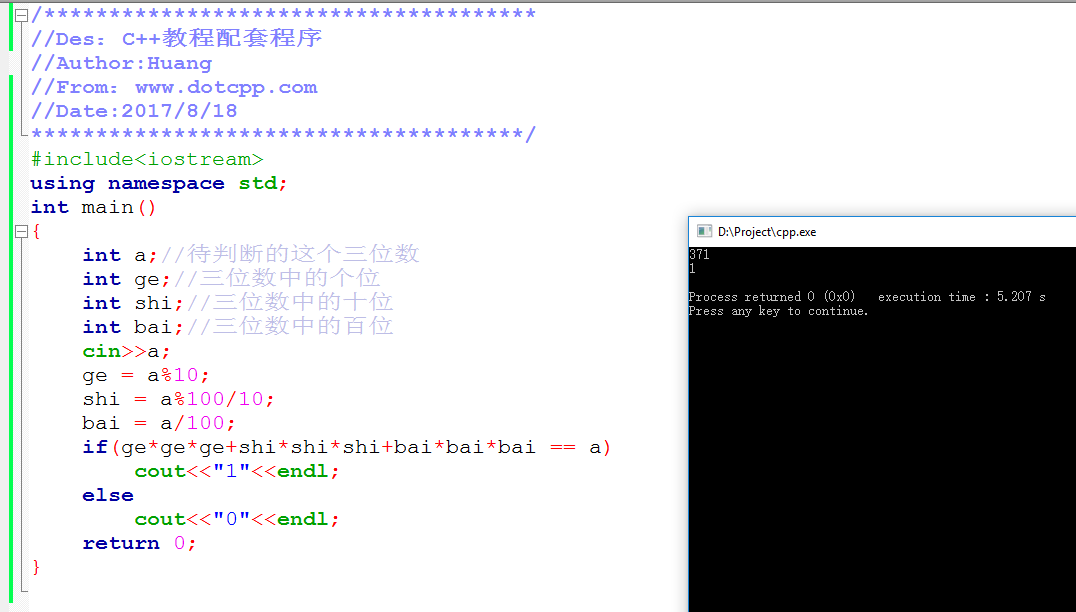 /**************************************
//Des: C++教程配套程序
//Author:Huang
//From: www.dotcpp.com
//Date:2017/8/18
**************************************/
#include<iostream>
using namespace std;
int main()
{
    int a;//待判断的这个三位数
    int ge;//三位数中的个位
    int shi;//三位数中的十位
    int bai;//三位数中的百位
    cin>>a;
    ge = a%10;
    shi = a%100/10;
    bai = a/100;
    if(ge*ge*ge+shi*shi*shi+bai*bai*bai == a)
        cout<<"1"<<endl;
    else
        cout<<"0"<<endl;
    return 0;
}
D:\Project\cpp.exe
371
1
Process returned 0 (0x0)   execution time : 5.207 s
Press any key to continue.